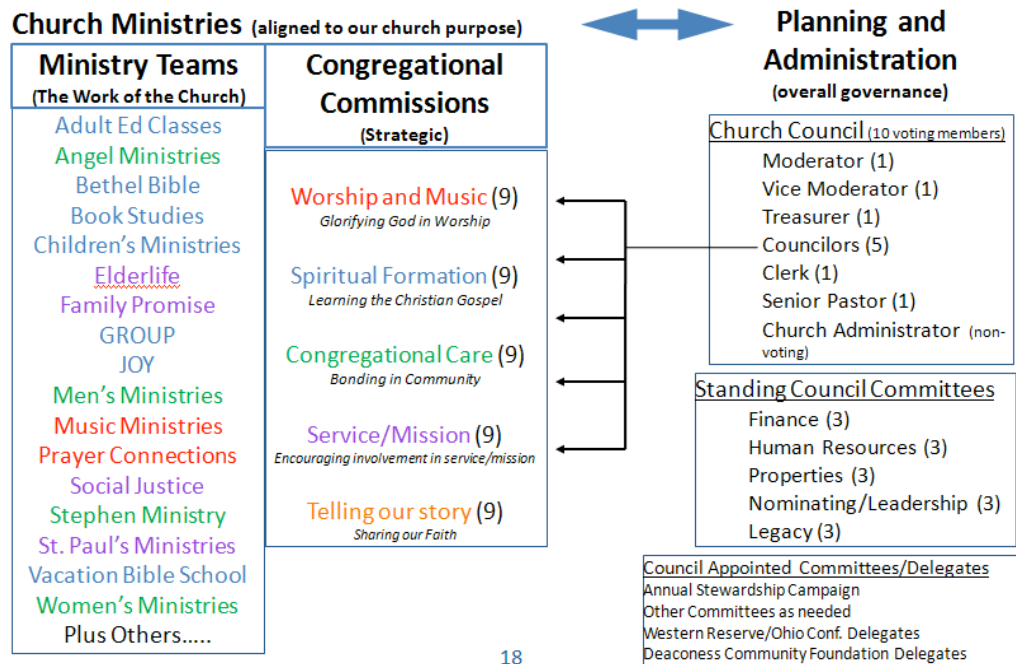 Church Ministries (aligned to our church purpose)
Ministry Teams
(The Work of the Church)
Adult Ed Classes
Angel Ministries
Bethel Bible
Book Studies
Children's Ministries
Elderlife
Family Promise
GROUP
JOY
Men's Ministries
Music Ministries
Prayer Connections
Social Justice
Stephen Ministry
St. Paul's Ministries
Vacation Bible School
Women's Ministries
Plus Others.....
Congregational
Commissions
(Strategic)
Worship and Music (9)
Glorifying God in Worship
Spiritual Formation (9)
Learning the Christian Gospel
Congregational Care (9)
Bonding in Community
Service/Mission (9)
Encouraging involvement in service/mission
Telling our story (9)
Sharing our Faith
Planning and
Administration
(overall governance)
Church Council (10 voting members)
Moderator (1)
Vice Moderator (1)
Treasurer (1)
Councilors (5)
Clerk (1)
Senior Pastor (1)
Church Administrator (non-
voting)
Standing Council Committees
Finance (3)
Human Resources (3)
Properties (3)
Nominating/Leadership (3)
Legacy (3)
Council Appointed Committees/Delegates
Annual Stewardship Campaign
Other Committees as needed
Western Reserve/Ohio Conf. Delegates
Deaconess Community Foundation Delegates
18